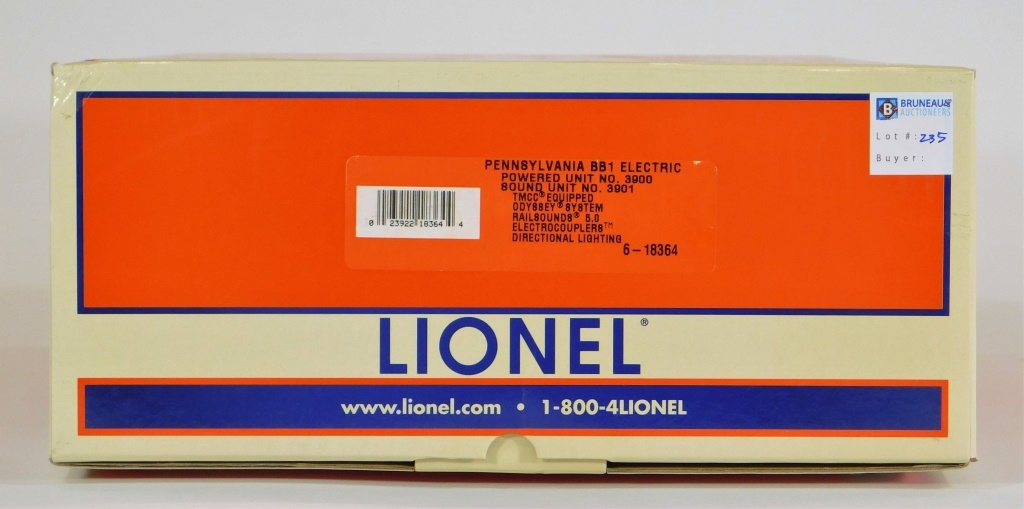 BRUNEAU &
AUCTIONEERS
Lot #: 235
Buyer:
PENNSYLVANIA BB1 ELECTRIC
POWERED UNIT NO. 3900
SOUND UNIT NO. 3901
TMCC® EQUIPPED
ODYSSEY® SYSTEM
RAILSOUNDS® 5.0
ELECTROCOUPLERS™
DIRECTIONAL LIGHTING
6-18364
0 23922 18364 4
LIONEL®
www.lionel.com • 1-800-4LIONEL